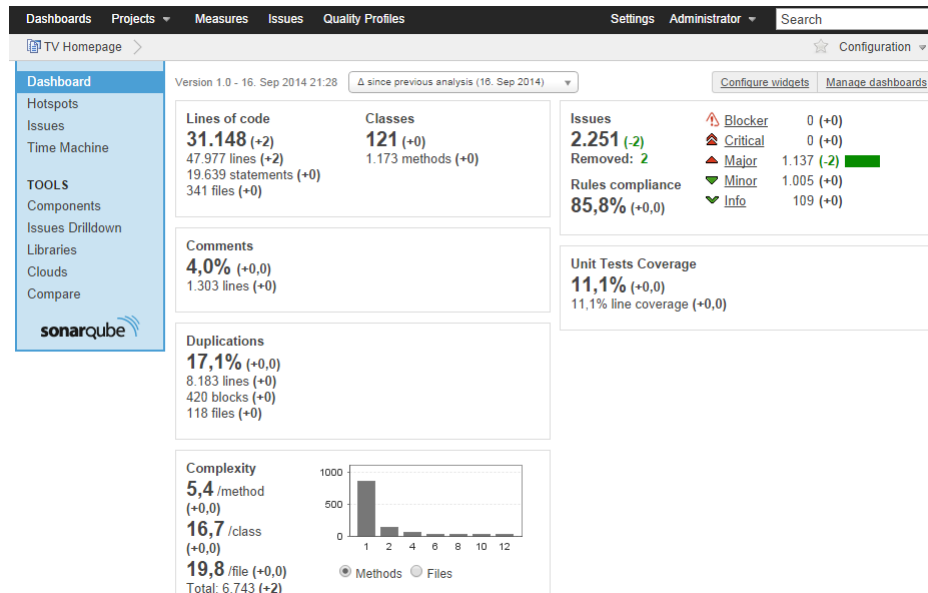 Dashboards Projects Measures Issues Quality Profiles Settings Administrator Search
TV Homepage Configuration
Dashboard
Hotspots
Issues
Time Machine
TOOLS
Components
Issues Drilldown
Libraries
Clouds
Compare
sonarqube
Version 1.0 - 16. Sep 2014 21:28 Δ since previous analysis (16. Sep 2014) Configure widgets Manage dashboards
Lines of code
31.148 (+2)
47.977 lines (+2)
19.639 statements (+0)
341 files (+0)
Classes
121 (+0)
1.173 methods (+0)
Comments
4,0% (+0,0)
1.303 lines (+0)
Duplications
17,1% (+0,0)
8.183 lines (+0)
420 blocks (+0)
118 files (+0)
Complexity
5,4 /method
(+0,0)
16,7 /class
(+0,0)
19,8 /file (+0,0)
Total: 6.743 (+2)
1000
500
0
1 2 4 6 8 10 12
Methods Files
Issues
2.251 (-2)
Removed: 2
Rules compliance
85,8% (+0,0)
Blocker 0 (+0)
Critical 0 (+0)
Major 1.137 (-2)
Minor 1.005 (+0)
Info 109 (+0)
Unit Tests Coverage
11,1% (+0,0)
11,1% line coverage (+0,0)